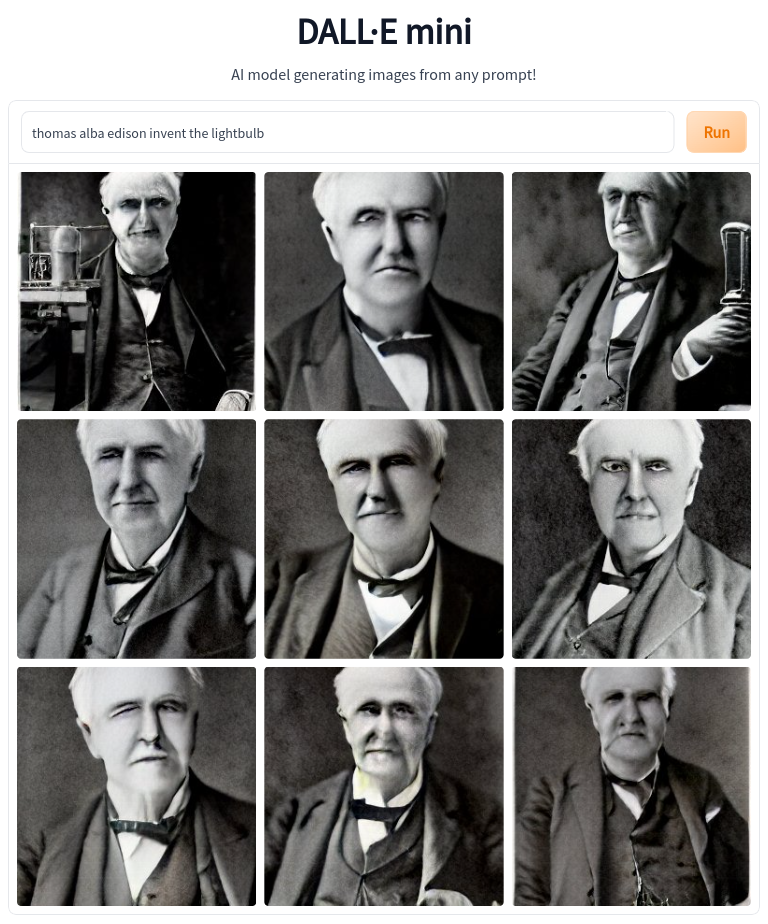 DALL·E mini
AI model generating images from any prompt!
thomas alba edison invent the lightbulb
Run